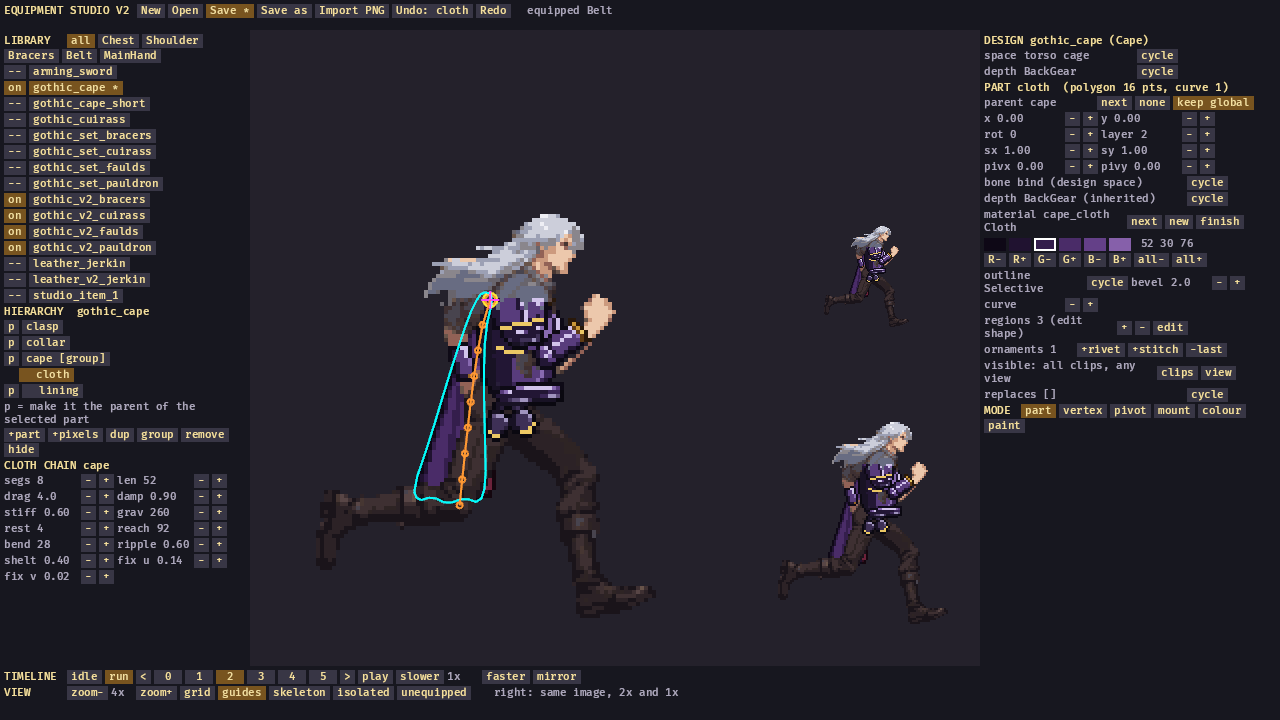 EQUIPMENT STUDIO V2 New Open Save * Save as Import PNG Undo: cloth Redo equipped Belt
LIBRARY all Chest Shoulder
Bracers Belt MainHand
-- arming_sword
on gothic_cape *
-- gothic_cape_short
-- gothic_cuirass
-- gothic_set_bracers
-- gothic_set_cuirass
-- gothic_set_faulds
-- gothic_set_pauldron
on gothic_v2_bracers
on gothic_v2_cuirass
on gothic_v2_faulds
on gothic_v2_pauldron
-- leather_jerkin
-- leather_v2_jerkin
-- studio_item_1
HIERARCHY gothic_cape
p clasp
p collar
p cape [group]
cloth
p lining
p = make it the parent of the
selected part
+part +pixels dup group remove
hide
CLOTH CHAIN cape
segs 8 - + len 52 - +
drag 4.0 - + damp 0.90 - +
stiff 0.60 - + grav 260 - +
rest 4 - + reach 92 - +
bend 28 - + ripple 0.60 - +
shelt 0.40 - + fix u 0.14 - +
fix v 0.02 - +
DESIGN gothic_cape (Cape)
space torso cage cycle
depth BackGear cycle
PART cloth (polygon 16 pts, curve 1)
parent cape next none keep global
x 0.00 - + y 0.00 - +
rot 0 - + layer 2 - +
sx 1.00 - + sy 1.00 - +
pivx 0.00 - + pivy 0.00 - +
bone bind (design space) cycle
depth BackGear (inherited) cycle
material cape_cloth
Cloth next new finish
52 30 76
R- R+ G- G+ B- B+ all- all+
outline
Selective cycle bevel 2.0 - +
curve - +
regions 3 (edit
shape) + - edit
ornaments 1 +rivet +stitch -last
visible: all clips, any
view clips view
replaces [] cycle
MODE part vertex pivot mount colour
paint
TIMELINE idle run < 0 1 2 3 4 5 > play slower 1x faster mirror
VIEW zoom- 4x zoom+ grid guides skeleton isolated unequipped right: same image, 2x and 1x